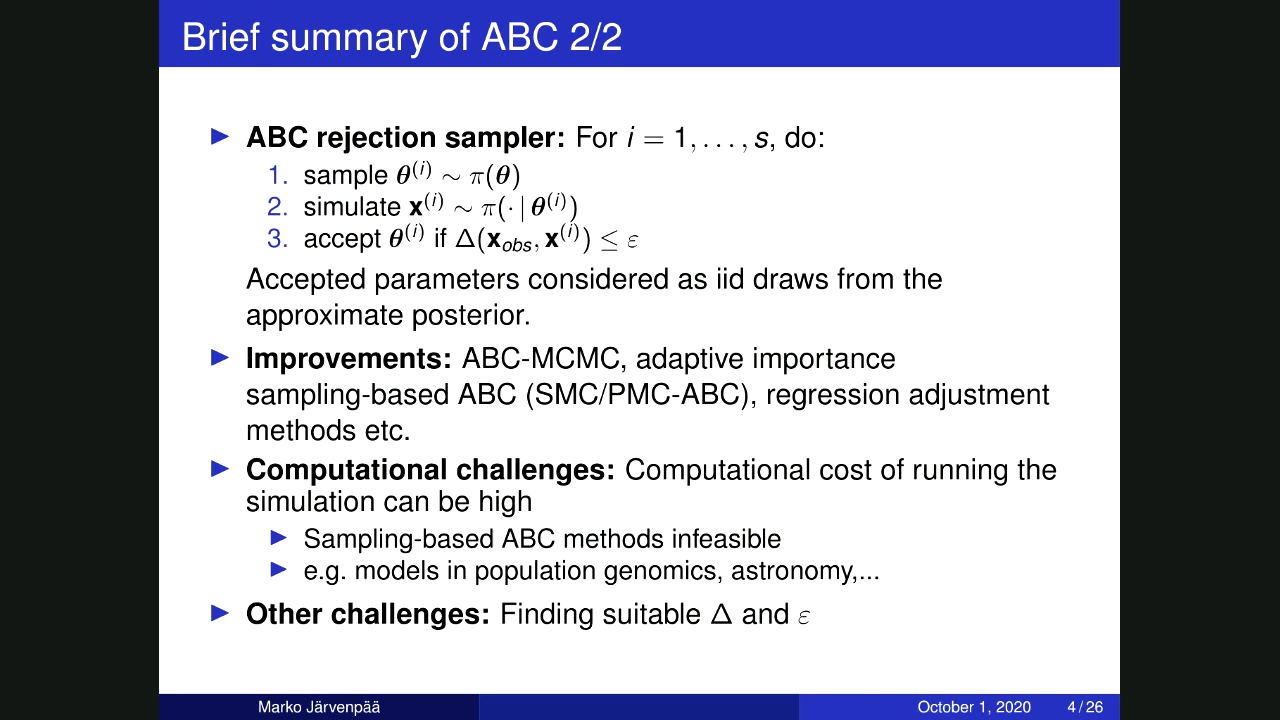 Brief summary of ABC 2/2
▶ ABC rejection sampler: For i = 1, . . . , s, do:
1. sample θ⁽ⁱ⁾ ∼ π(θ)
2. simulate x⁽ⁱ⁾ ∼ π(· | θ⁽ⁱ⁾)
3. accept θ⁽ⁱ⁾ if Δ(x_obs, x⁽ⁱ⁾) ≤ ε
Accepted parameters considered as iid draws from the
approximate posterior.
▶ Improvements: ABC-MCMC, adaptive importance
sampling-based ABC (SMC/PMC-ABC), regression adjustment
methods etc.
▶ Computational challenges: Computational cost of running the
simulation can be high
▶ Sampling-based ABC methods infeasible
▶ e.g. models in population genomics, astronomy,...
▶ Other challenges: Finding suitable Δ and ε
Marko Järvenpää October 1, 2020 4 / 26